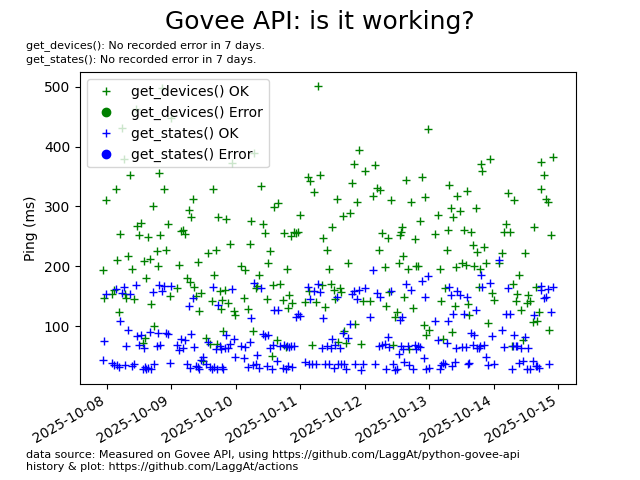 Govee API: is it working?
get_devices(): No recorded error in 7 days.
get_states(): No recorded error in 7 days.
get_devices() OK
get_devices() Error
get_states() OK
get_states() Error
Ping (ms)
500
400
300
200
100
2025-10-08
2025-10-09
2025-10-10
2025-10-11
2025-10-12
2025-10-13
2025-10-14
2025-10-15
data source: Measured on Govee API, using https://github.com/LaggAt/python-govee-api
history & plot: https://github.com/LaggAt/actions